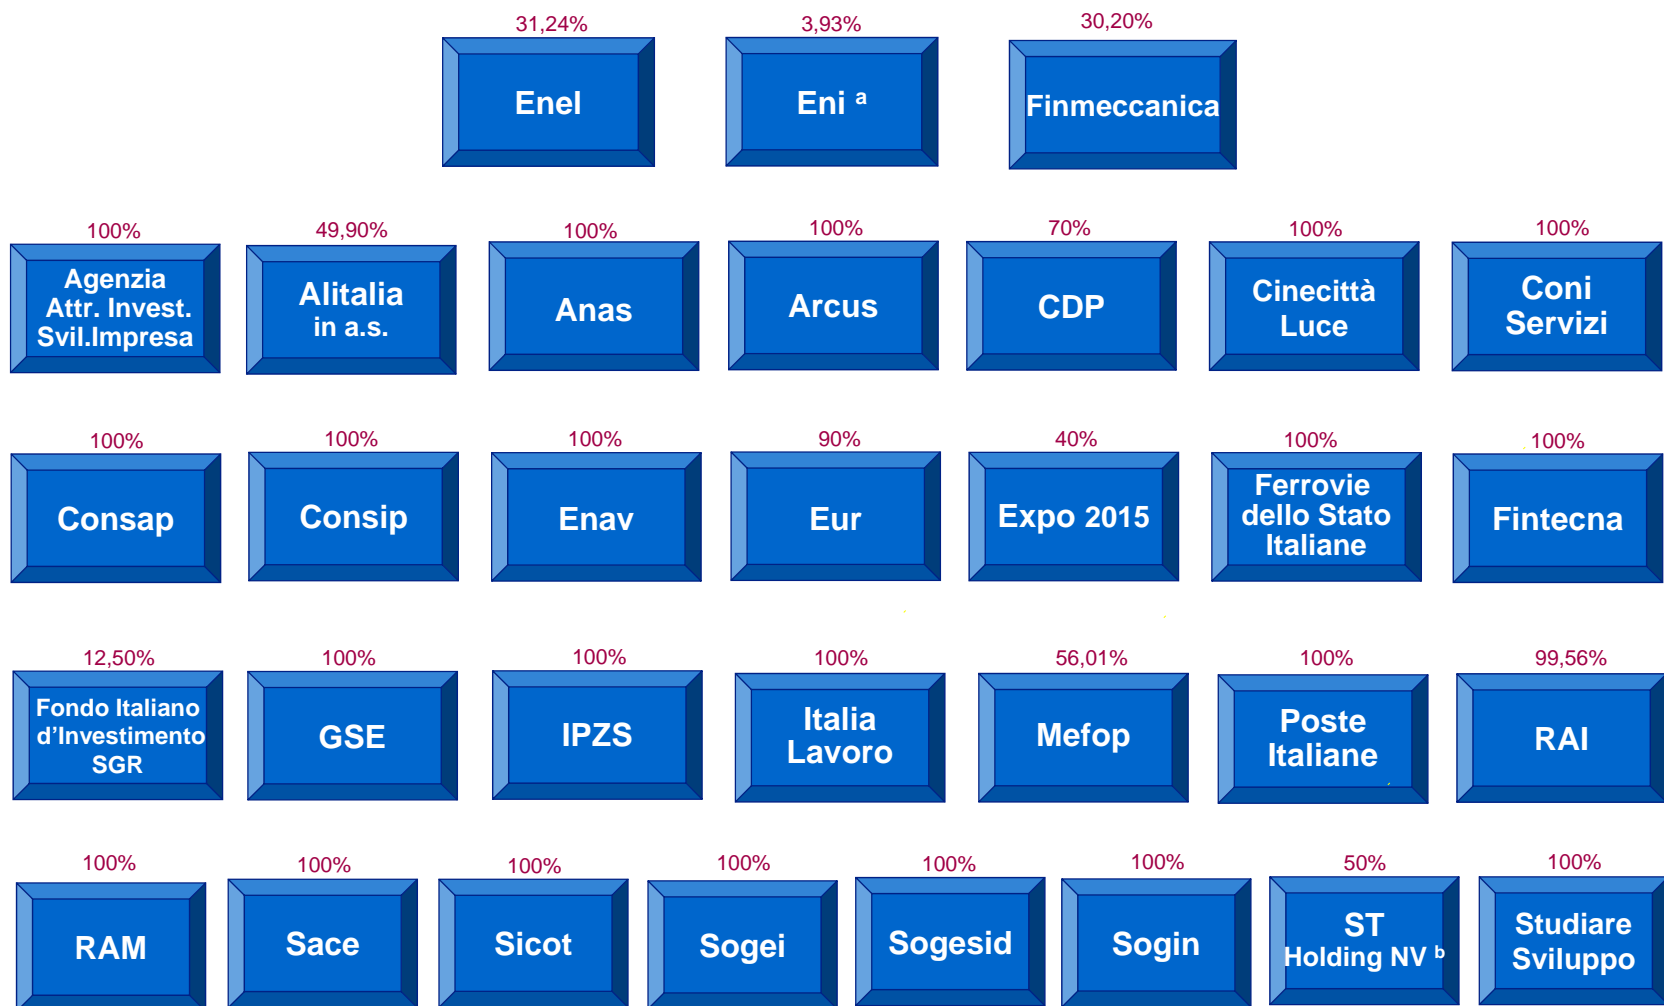 31,24%
3,93%
30,20%
Enel
Eni a
Finmeccanica
100%
49,90%
100%
100%
70%
100%
100%
Agenzia
Attr. Invest.
Svil.Impresa
Alitalia
in a.s.
Anas
Arcus
CDP
Cinecittà
Luce
Coni
Servizi
100%
100%
100%
90%
40%
100%
100%
Consap
Consip
Enav
Eur
Expo 2015
Ferrovie
dello Stato
Italiane
Fintecna
12,50%
100%
100%
100%
56,01%
100%
99,56%
Fondo Italiano
d’Investimento
SGR
GSE
IPZS
Italia
Lavoro
Mefop
Poste
Italiane
RAI
100%
100%
100%
100%
100%
100%
50%
100%
RAM
Sace
Sicot
Sogei
Sogesid
Sogin
ST
Holding NV b
Studiare
Sviluppo